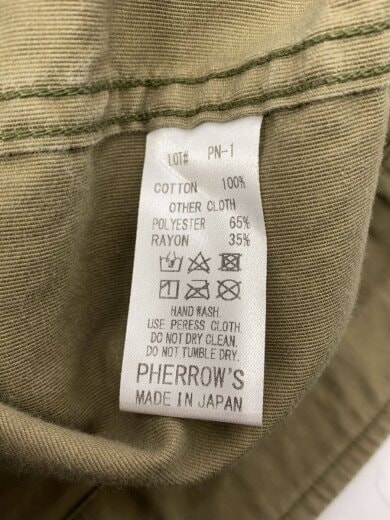 LOT# PN-1
COTTON 100%
OTHER CLOTH
POLYESTER 65%
RAYON 35%
HAND WASH.
USE PERESS CLOTH.
DO NOT DRY CLEAN.
DO NOT TUMBLE DRY.
PHERROW'S
MADE IN JAPAN